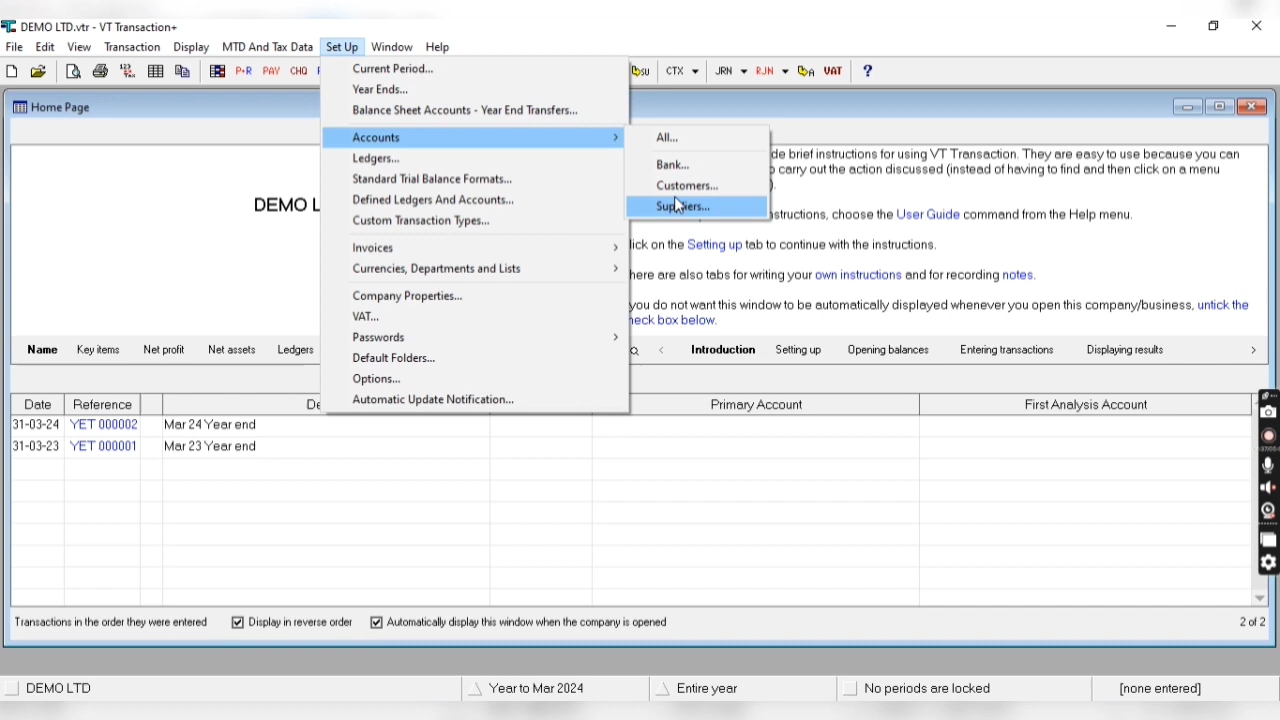 DEMO LTD.vtr - VT Transaction+
File Edit View Transaction Display MTD And Tax Data Set Up Window Help
P+R PAY CHQ SU CTX JRN RJN A VAT ?
Current Period...
Year Ends...
Balance Sheet Accounts - Year End Transfers...
Accounts
Ledgers...
Standard Trial Balance Formats...
Defined Ledgers And Accounts...
Custom Transaction Types...
Invoices
Currencies, Departments and Lists
Company Properties...
VAT...
Passwords
Default Folders...
Options...
Automatic Update Notification...
All...
Bank...
Customers...
Suppliers...
Home Page
DEMO L
de brief instructions for using VT Transaction. They are easy to use because you can
carry out the action discussed (instead of having to find and then click on a menu
).
nstructions, choose the User Guide command from the Help menu.
lick on the Setting up tab to continue with the instructions.
here are also tabs for writing your own instructions and for recording notes.
you do not want this window to be automatically displayed whenever you open this company/business, untick the
heck box below.
Name Key items Net profit Net assets Ledgers
Introduction Setting up Opening balances Entering transactions Displaying results
Date Reference De Primary Account First Analysis Account
31-03-24 YET 000002 Mar 24 Year end
31-03-23 YET 000001 Mar 23 Year end
Transactions in the order they were entered Display in reverse order Automatically display this window when the company is opened 2 of 2
DEMO LTD Year to Mar 2024 Entire year No periods are locked [none entered]